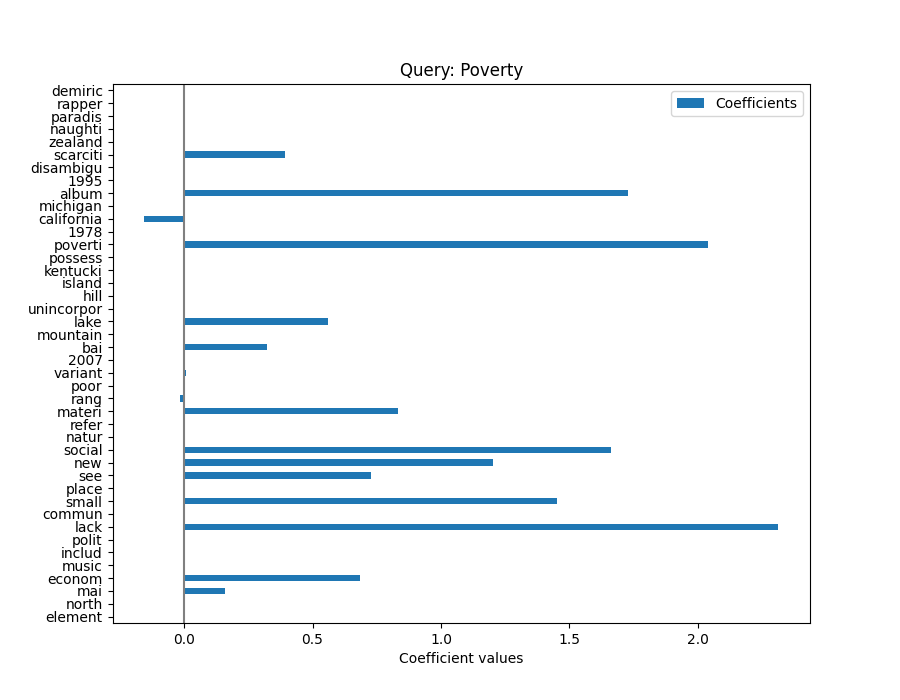 Query: Poverty
Coefficients
demiric
rapper
paradis
naughti
zealand
scarciti
disambigu
1995
album
michigan
california
1978
poverti
possess
kentucki
island
hill
unincorpor
lake
mountain
bai
2007
variant
poor
rang
materi
refer
natur
social
new
see
place
small
commun
lack
polit
includ
music
econom
mai
north
element
0.0 0.5 1.0 1.5 2.0
Coefficient values